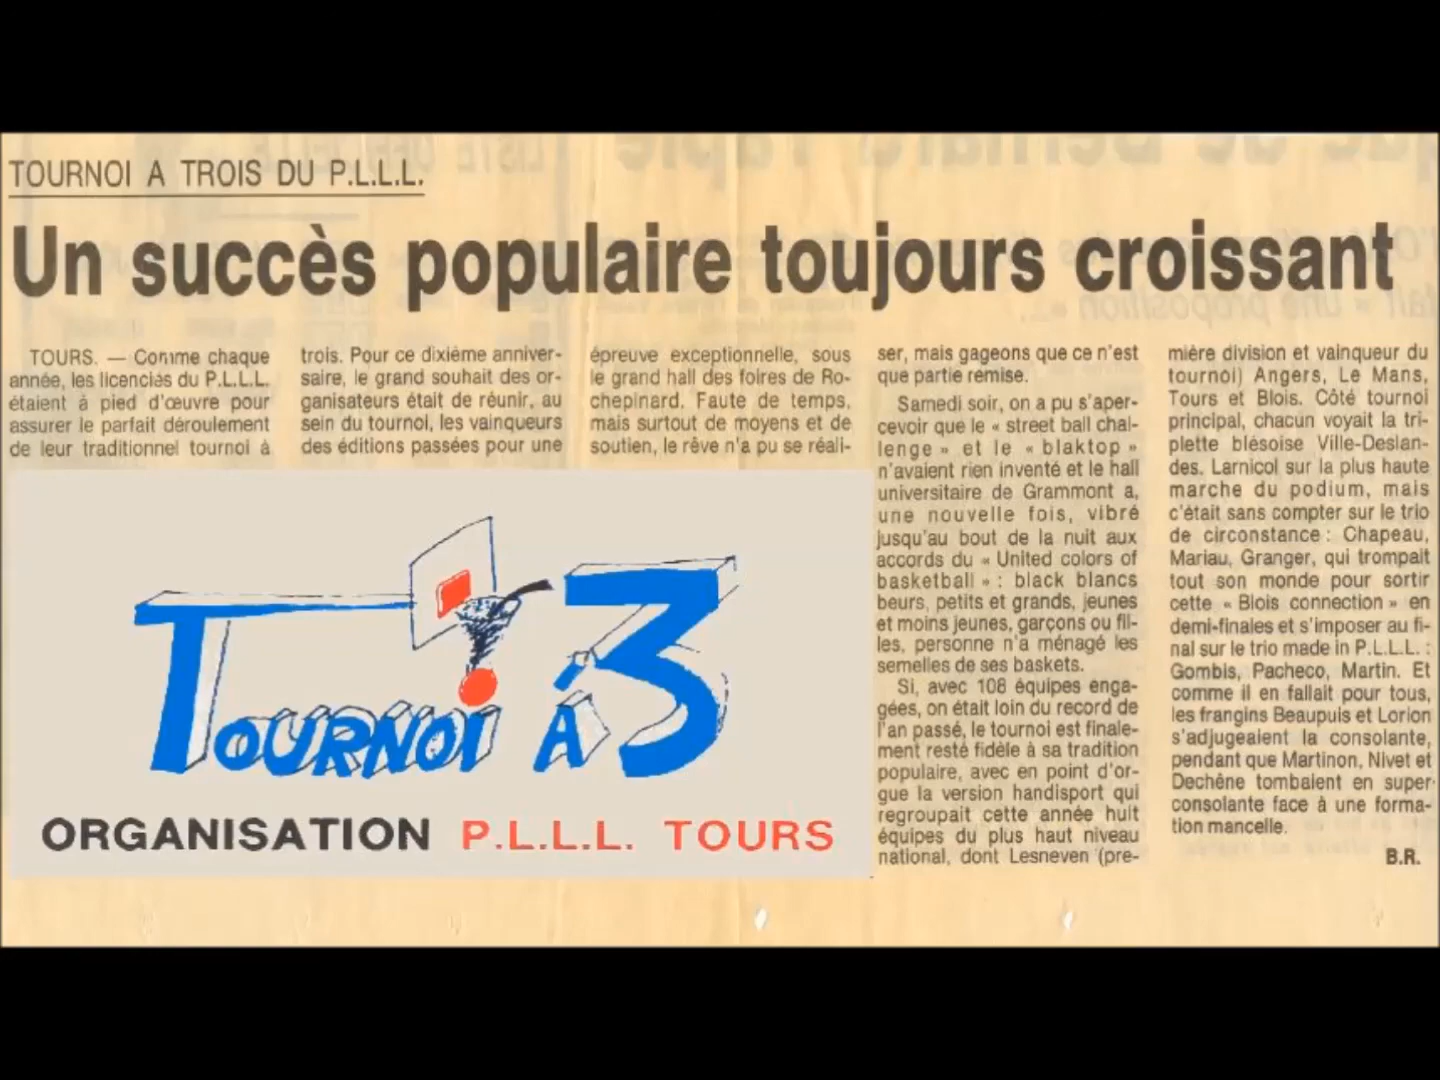 TOURNOI A TROIS DU P.L.L.L.
Un succès populaire toujours croissant
TOURS. — Comme chaque
année, les licenciés du P.L.L.L.
étaient à pied d'œuvre pour
assurer le parfait déroulement
de leur traditionnel tournoi à
trois. Pour ce dixième anniver-
saire, le grand souhait des or-
ganisateurs était de réunir, au
sein du tournoi, les vainqueurs
des éditions passées pour une
épreuve exceptionnelle, sous
le grand hall des foires de Ro-
chepinard. Faute de temps,
mais surtout de moyens et de
soutien, le rêve n'a pu se réali-
ser, mais gageons que ce n'est
que partie remise.
Samedi soir, on a pu s'aper-
cevoir que le « street ball chal-
lenge » et le « blaktop »
n'avaient rien inventé et le hall
universitaire de Grammont a,
une nouvelle fois, vibré
jusqu'au bout de la nuit aux
accords du « United colors of
basketball » : black blancs
beurs, petits et grands, jeunes
et moins jeunes, garçons ou fil-
les, personne n'a ménagé les
semelles de ses baskets.
Si, avec 108 équipes enga-
gées, on était loin du record de
l'an passé, le tournoi est finale-
ment resté fidèle à sa tradition
populaire, avec en point d'or-
gue la version handisport qui
regroupait cette année huit
équipes du plus haut niveau
national, dont Lesneven (pre-
mière division et vainqueur du
tournoi) Angers, Le Mans,
Tours et Blois. Côté tournoi
principal, chacun voyait la tri-
plette blésoise Ville-Deslan-
des. Larnicol sur la plus haute
marche du podium, mais
c'était sans compter sur le trio
de circonstance : Chapeau,
Mariau, Granger, qui trompait
tout son monde pour sortir
cette « Blois connection » en
demi-finales et s'imposer au fi-
nal sur le trio made in P.L.L.L. :
Gombis, Pacheco, Martin. Et
comme il en fallait pour tous,
les frangins Beaupuis et Lorion
s'adjugeaient la consolante,
pendant que Martinon, Nivet et
Dechêne tombaient en super-
consolante face à une forma-
tion mancelle.
B.R.
TOURNOI À 3
ORGANISATION P.L.L.L. TOURS